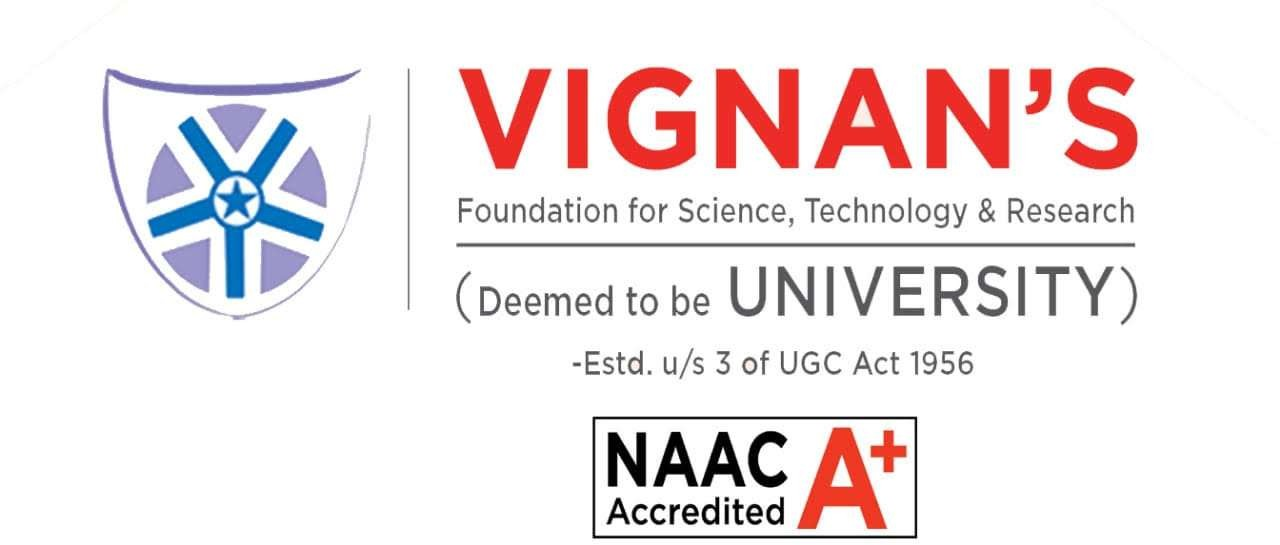 VIGNAN'S
Foundation for Science, Technology & Research
(Deemed to be UNIVERSITY)
-Estd. u/s 3 of UGC Act 1956
NAAC A+
Accredited